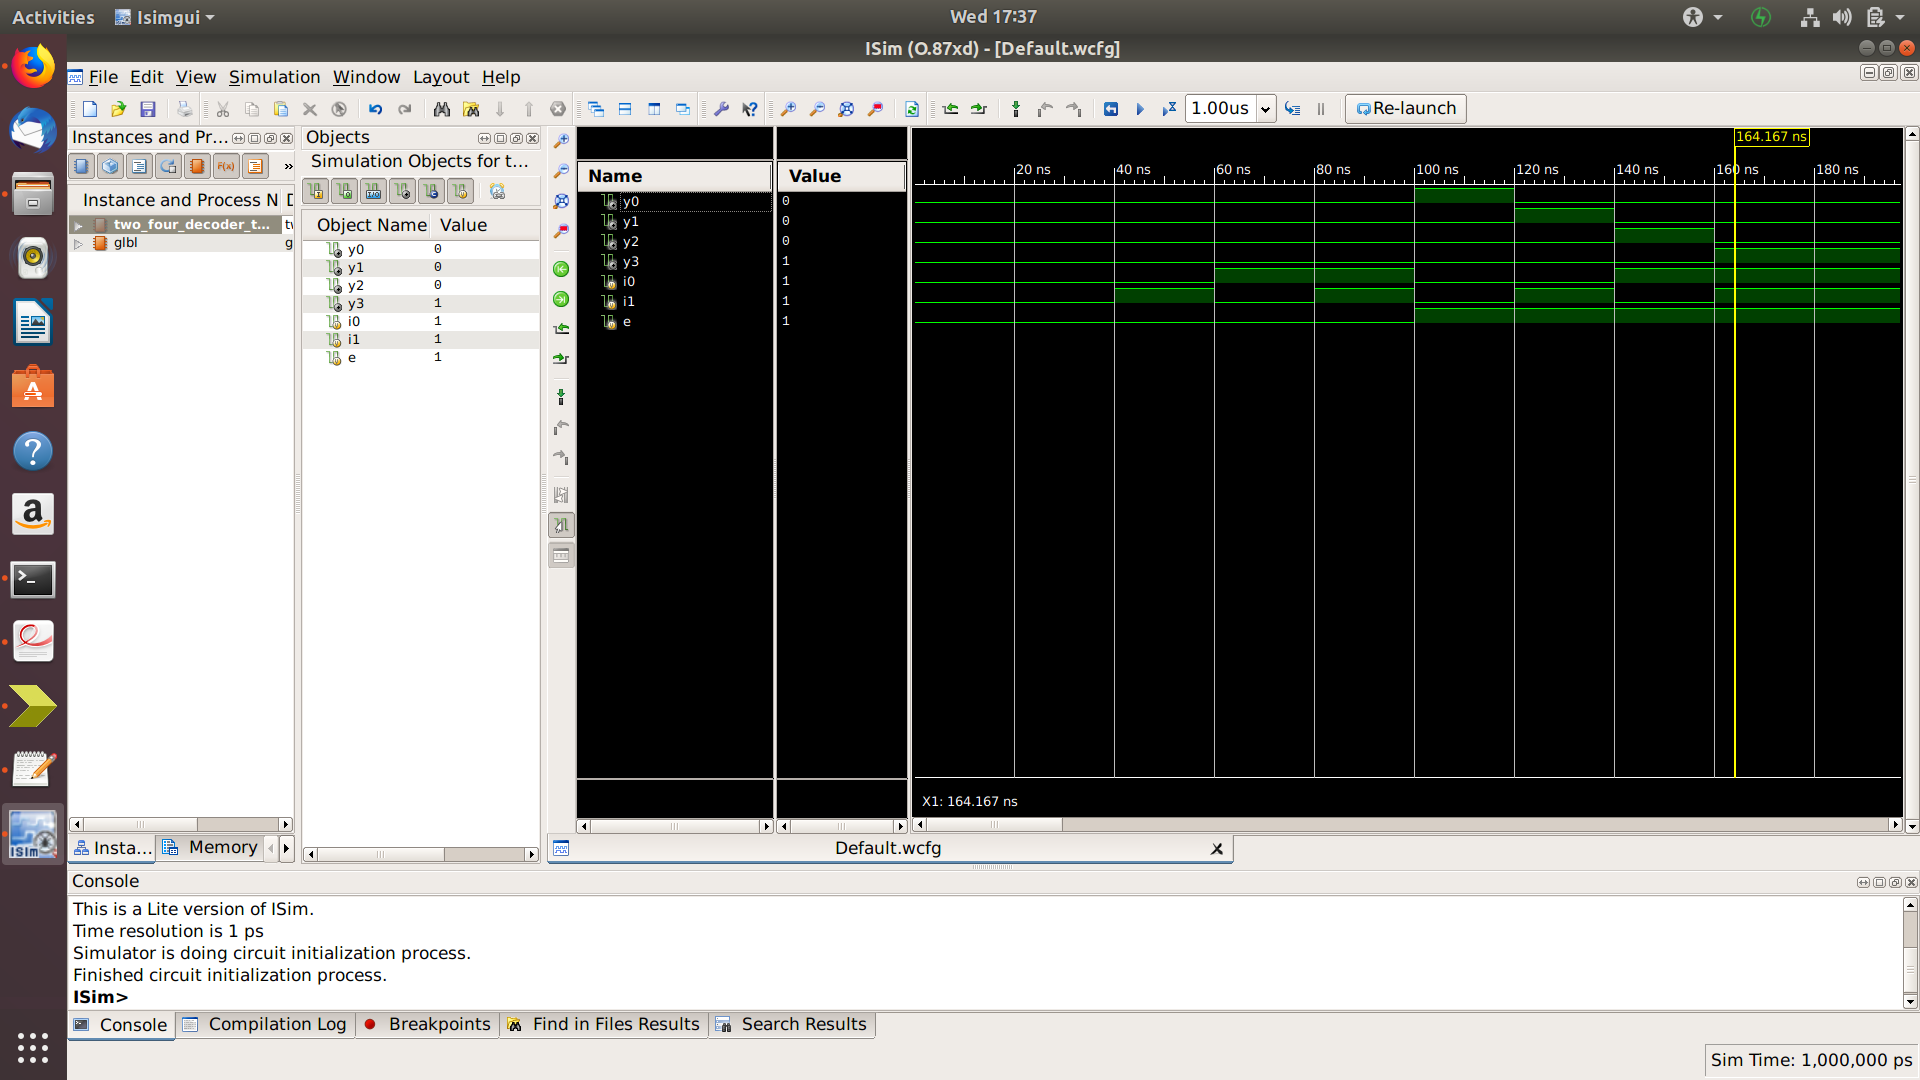 Activities Isimgui Wed 17:37
ISim (O.87xd) - [Default.wcfg]
File Edit View Simulation Window Layout Help
1.00us Re-launch
Instances and Pr...
Instance and Process N D
two_four_decoder_t...
glbl g
Insta... Memory
Objects
Simulation Objects for t...
Object Name Value
y0 0
y1 0
y2 0
y3 1
i0 1
i1 1
e 1
Name Value
y0 0
y1 0
y2 0
y3 1
i0 1
i1 1
e 1
164.167 ns
20 ns 40 ns 60 ns 80 ns 100 ns 120 ns 140 ns 160 ns 180 ns
X1: 164.167 ns
Default.wcfg
Console
This is a Lite version of ISim.
Time resolution is 1 ps
Simulator is doing circuit initialization process.
Finished circuit initialization process.
ISim>
Console Compilation Log Breakpoints Find in Files Results Search Results
Sim Time: 1,000,000 ps